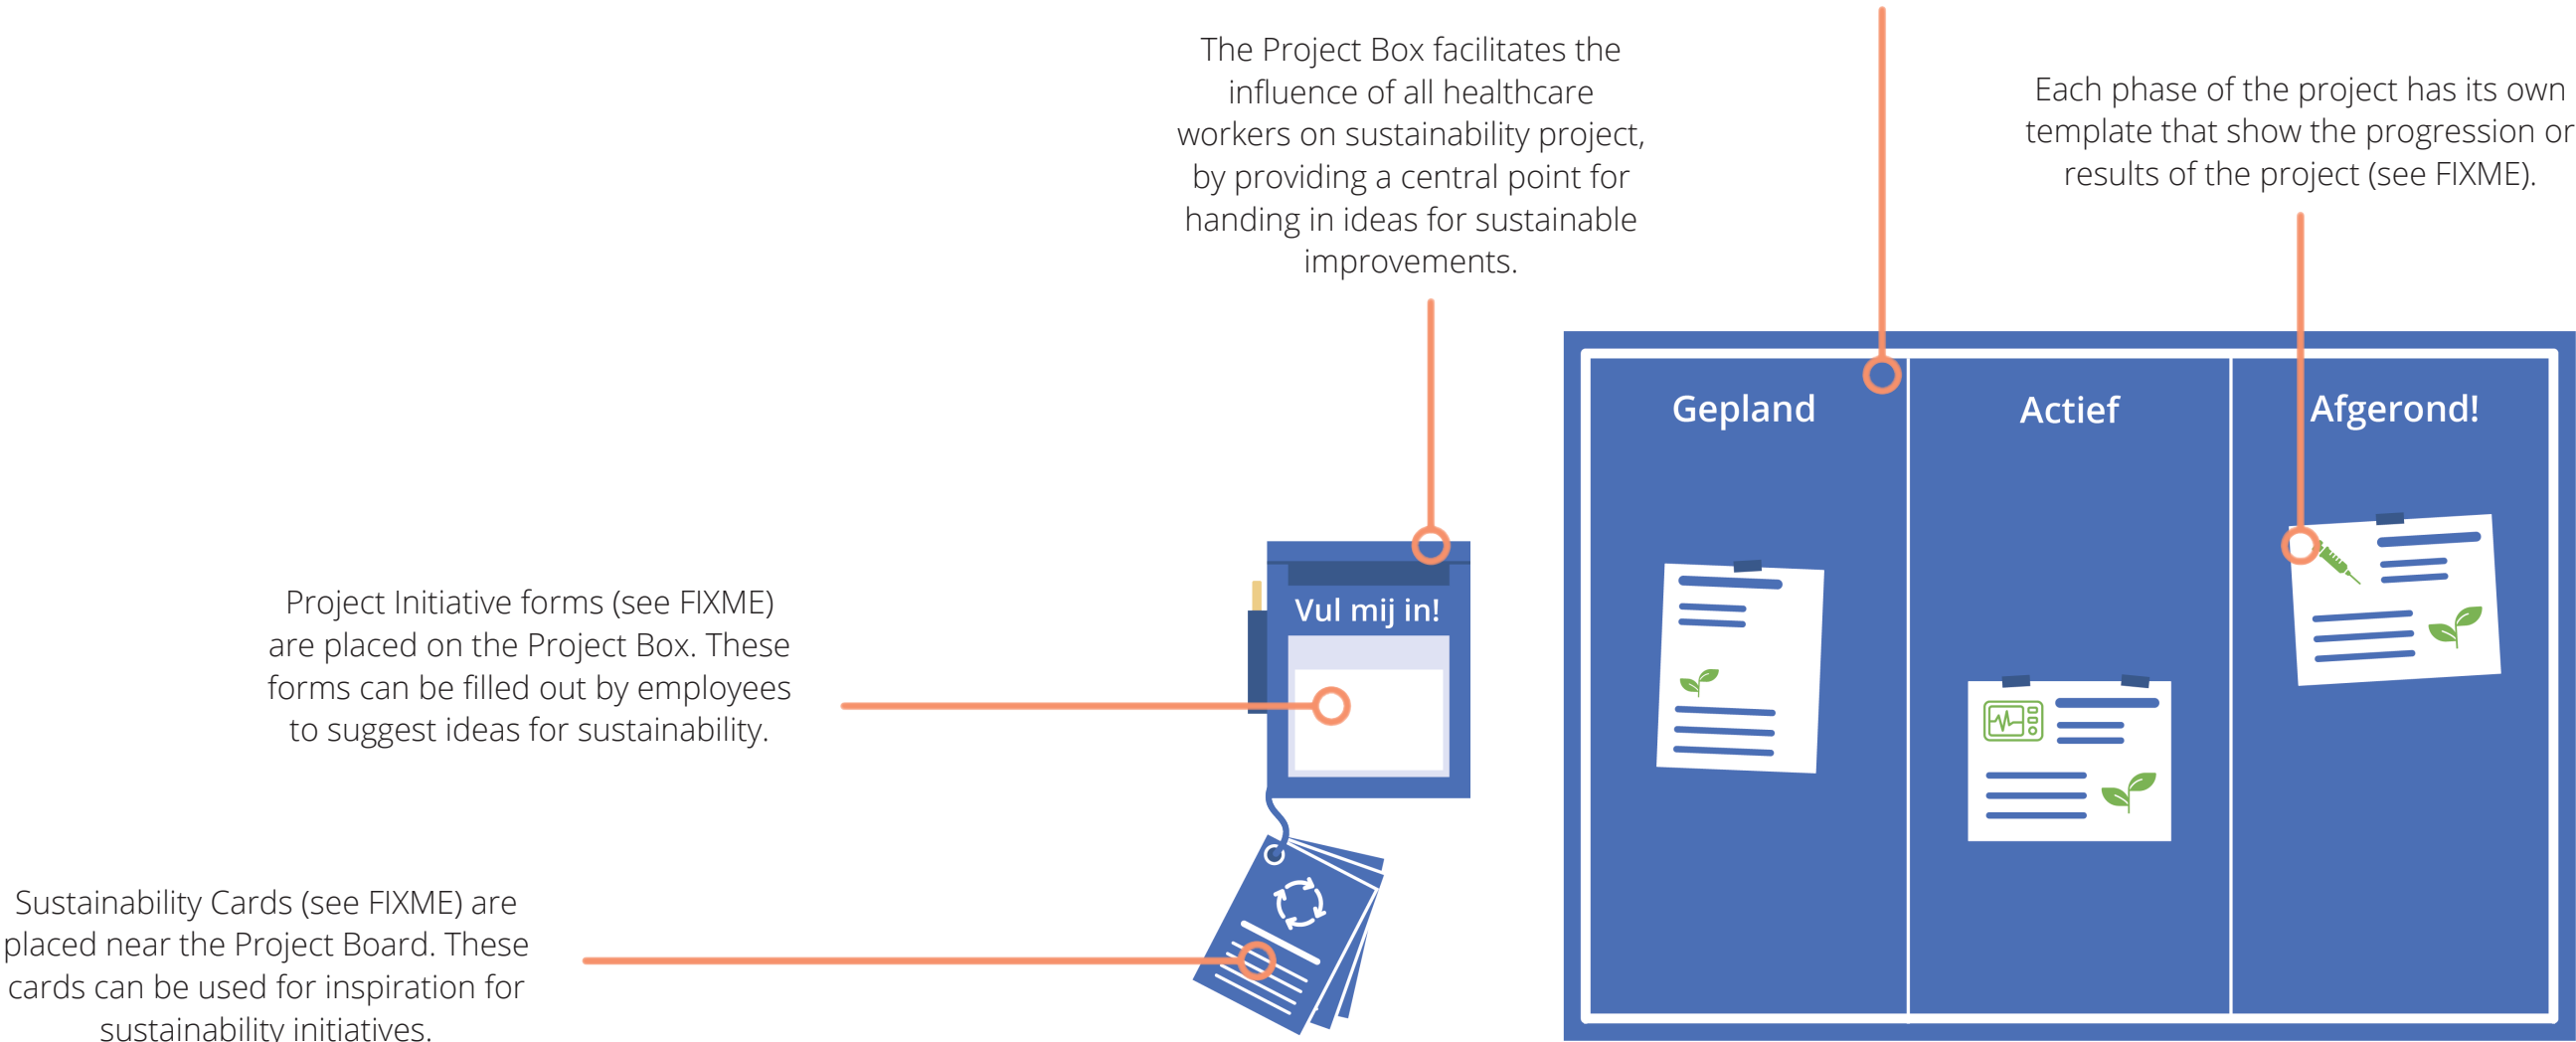 The Project Box facilitates the
influence of all healthcare
workers on sustainability project,
by providing a central point for
handing in ideas for sustainable
improvements.
Each phase of the project has its own
template that show the progression or
results of the project (see FIXME).
Gepland
Actief
Afgerond!
Vul mij in!
Project Initiative forms (see FIXME)
are placed on the Project Box. These
forms can be filled out by employees
to suggest ideas for sustainability.
Sustainability Cards (see FIXME) are
placed near the Project Board. These
cards can be used for inspiration for
sustainability initiatives.